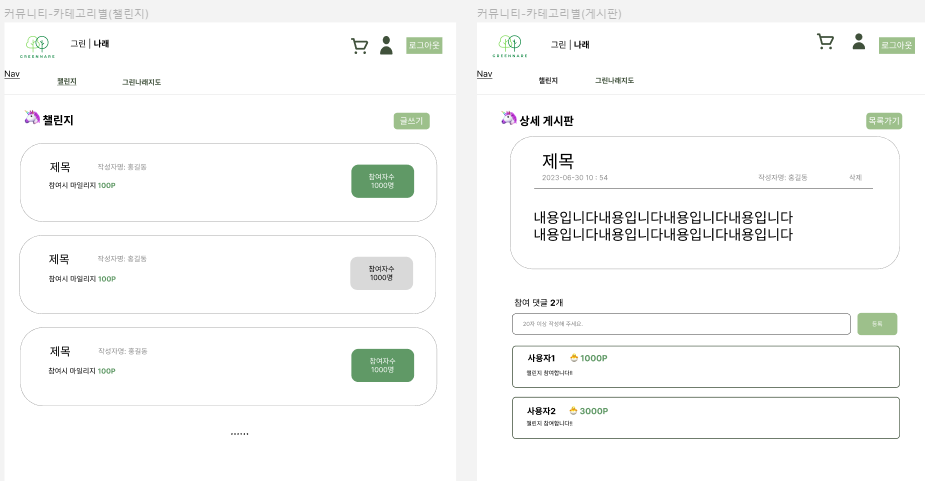 커뮤니티-카테고리별(챌린지)
GREENNARE
그린 | 나래
로그아웃
Nav
챌린지
그린나래지도
챌린지
글쓰기
제목
작성자명: 홍길동
참여시 마일리지 100P
참여자수
1000명
제목
작성자명: 홍길동
참여시 마일리지 100P
참여자수
1000명
제목
작성자명: 홍길동
참여시 마일리지 100P
참여자수
1000명
......
커뮤니티-카테고리별(게시판)
GREENNARE
그린 | 나래
로그아웃
Nav
챌린지
그린나래지도
상세 게시판
목록가기
제목
2023-06-30 10 : 54
작성자명: 홍길동
삭제
내용입니다내용입니다내용입니다내용입니다
내용입니다내용입니다내용입니다내용입니다
참여 댓글 2개
20자 이상 작성해 주세요.
등록
사용자1
1000P
챌린지 참여합니다!!
사용자2
3000P
챌린지 참여합니다!!